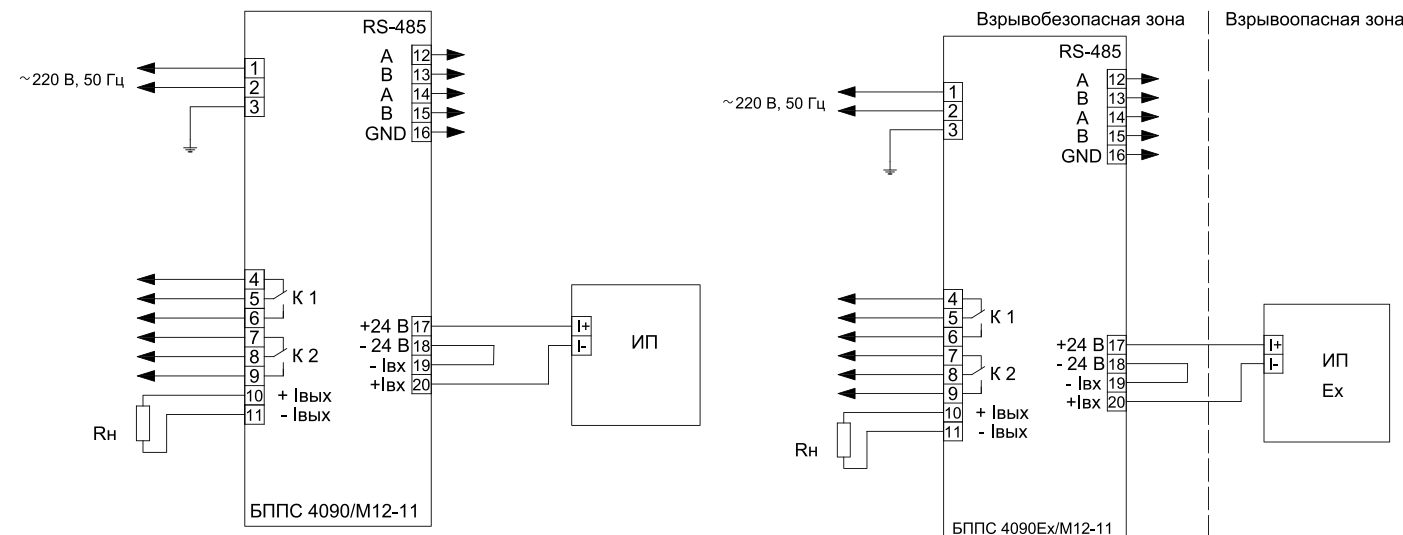 RS-485
A 12
1 B 13
~220 В, 50 Гц 2 A 14
3 B 15
GND 16
4
5 К 1
6
7
8 К 2
9
10 + Iвых
11 - Iвых
Rн
+24 В 17
- 24 В 18
- Iвх 19
+Iвх 20
I+
I-
ИП
БППС 4090/М12-11
Взрывобезопасная зона
Взрывоопасная зона
RS-485
A 12
1 B 13
~220 В, 50 Гц 2 A 14
3 B 15
GND 16
4
5 К 1
6
7
8 К 2
9
10 + Iвых
11 - Iвых
Rн
+24 В 17
- 24 В 18
- Iвх 19
+Iвх 20
I+
I-
ИП
Ex
БППС 4090Ex/М12-11